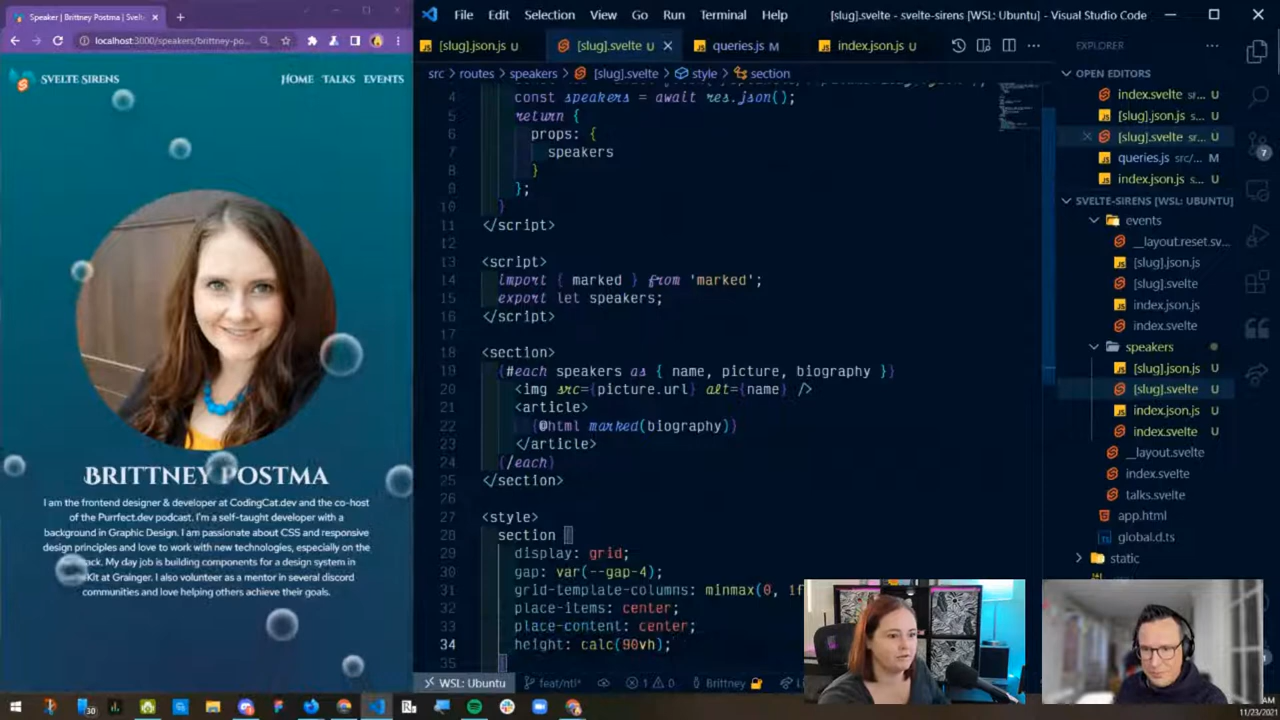 Speaker | Brittney Postma | Svelt
localhost:3000/speakers/brittney-po...
SVELTE SIRENS
HOME TALKS EVENTS
BRITTNEY POSTMA
I am the frontend designer & developer at CodingCat.dev and the co-host
of the Purrfect.dev podcast. I'm a self-taught developer with a
background in Graphic Design. I am passionate about CSS and responsive
design principles and love to work with new technologies, especially on the
My day job is building components for a design system in
Kit at Grainger. I also volunteer as a mentor in several discord
communities and love helping others achieve their goals.
File Edit Selection View Go Run Terminal Help
[slug].svelte - svelte-sirens [WSL: Ubuntu] - Visual Studio Code
[slug].json.js U
[slug].svelte U
queries.js M
index.json.js U
src > routes > speakers > [slug].svelte > style > section
4 const speakers = await res.json();
5 return {
6 props: {
7 speakers
8 }
9 };
10 }
11 </script>
12
13 <script>
14 import { marked } from 'marked';
15 export let speakers;
16 </script>
17
18 <section>
19 {#each speakers as { name, picture, biography }}
20 <img src={picture.url} alt={name} />
21 <article>
22 {@html marked(biography)}
23 </article>
24 {/each}
25 </section>
26
27 <style>
28 section {
29 display: grid;
30 gap: var(--gap-4);
31 grid-template-columns: minmax(0, 1f
32 place-items: center;
33 place-content: center;
34 height: calc(90vh);
35 }
EXPLORER
OPEN EDITORS
index.svelte sr... U
[slug].json.js s... U
[slug].svelte sr... U
queries.js src/... M
index.json.js s... U
SVELTE-SIRENS [WSL: UBUNTU]
events
__layout.reset.sv...
[slug].json.js
[slug].svelte
index.json.js
index.svelte
speakers
[slug].json.js U
[slug].svelte U
index.json.js U
index.svelte U
__layout.svelte
index.svelte
talks.svelte
app.html
global.d.ts
static
7
WSL: Ubuntu
feat/ntl*
1 0
Brittney
30
11/23/2021